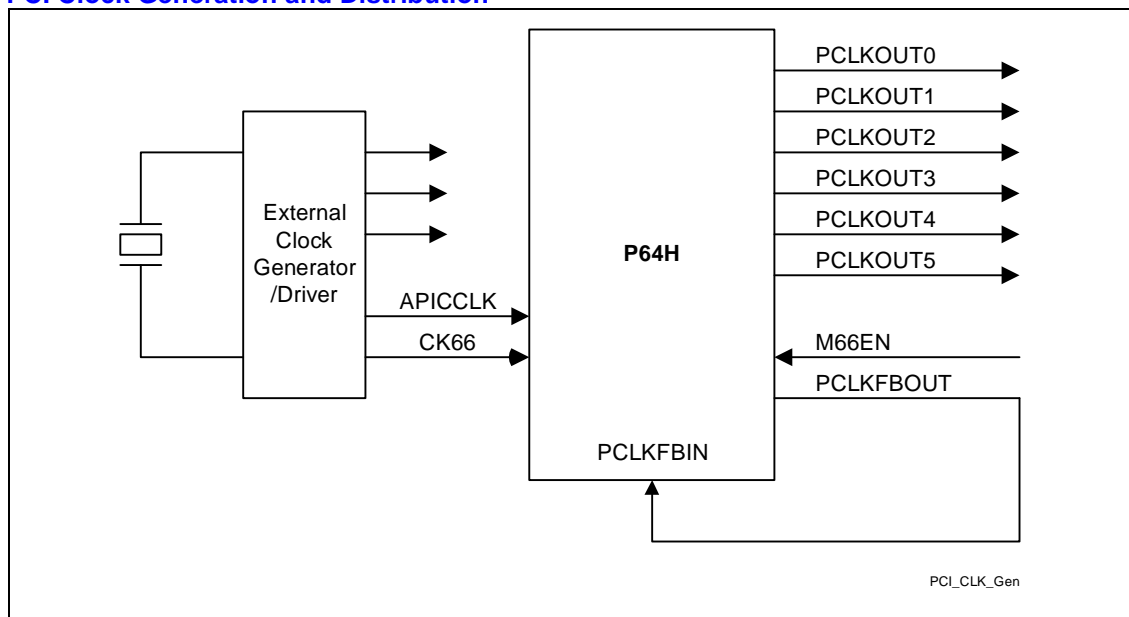 PCI Clock Generation and Distribution
PCLKOUT0
PCLKOUT1
PCLKOUT2
PCLKOUT3
PCLKOUT4
PCLKOUT5
External
Clock
Generator
/Driver
P64H
APICCLK
CK66
M66EN
PCLKFBOUT
PCLKFBIN
PCI_CLK_Gen